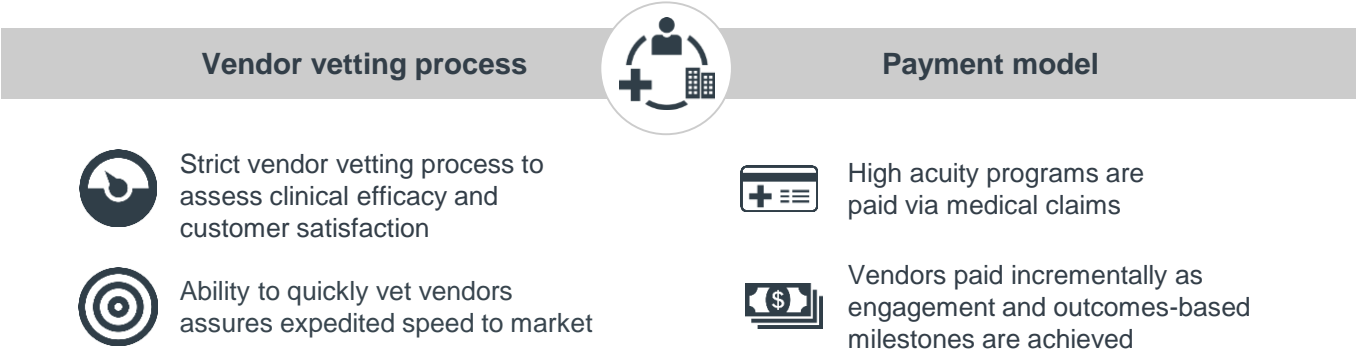 Vendor vetting process
Strict vendor vetting process to
assess clinical efficacy and
customer satisfaction
Ability to quickly vet vendors
assures expedited speed to market
Payment model
High acuity programs are
paid via medical claims
$
Vendors paid incrementally as
engagement and outcomes-based
milestones are achieved